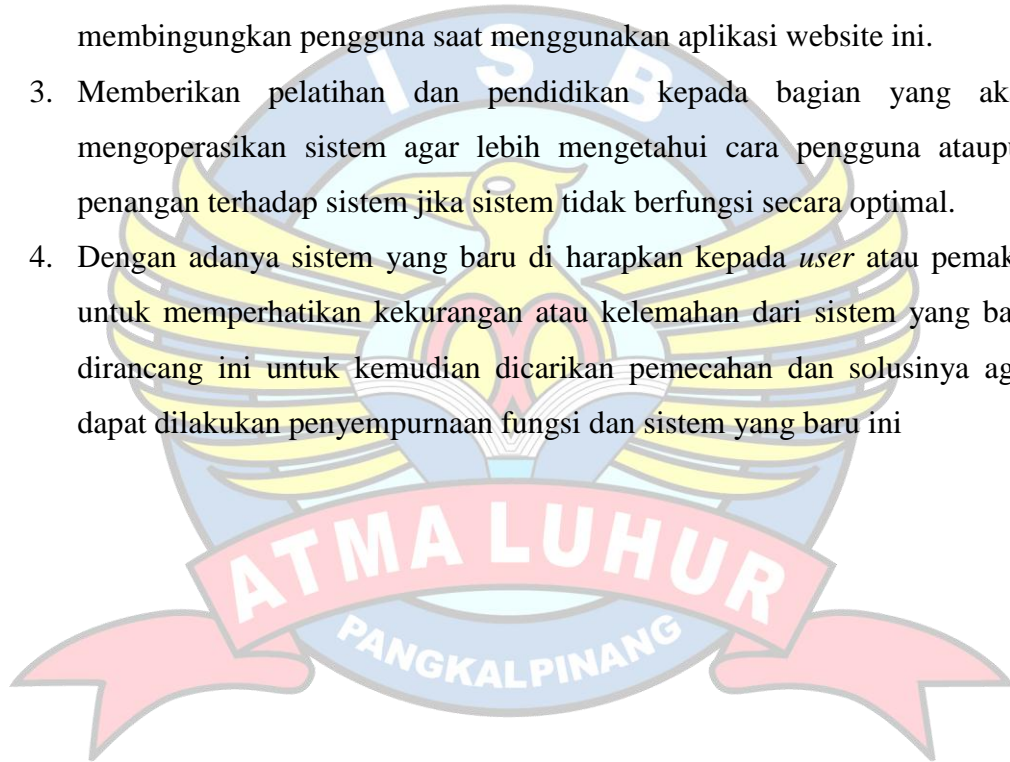 membingungkan pengguna saat menggunakan aplikasi website ini.
3. Memberikan pelatihan dan pendidikan kepada bagian yang ak
mengoperasikan sistem agar lebih mengetahui cara pengguna ataup
penangan terhadap sistem jika sistem tidak berfungsi secara optimal.
4. Dengan adanya sistem yang baru di harapkan kepada user atau pemak
untuk memperhatikan kekurangan atau kelemahan dari sistem yang ba
dirancang ini untuk kemudian dicarikan pemecahan dan solusinya ag
dapat dilakukan penyempurnaan fungsi dan sistem yang baru ini
I S B
ATMA LUHUR
PANGKALPINANG